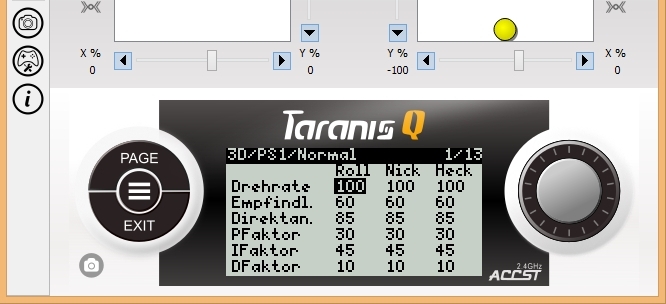 X % Y % Y % X %
0 0 -100 0
i
Taranis Q
PAGE
EXIT
3D/PS1/Normal 1/13
Roll Nick Heck
Drehrate 100 100 100
Empfindl. 60 60 60
Direktan. 85 85 85
PFaktor 30 30 30
IFaktor 45 45 45
DFaktor 10 10 10
2.4GHz
ACCST